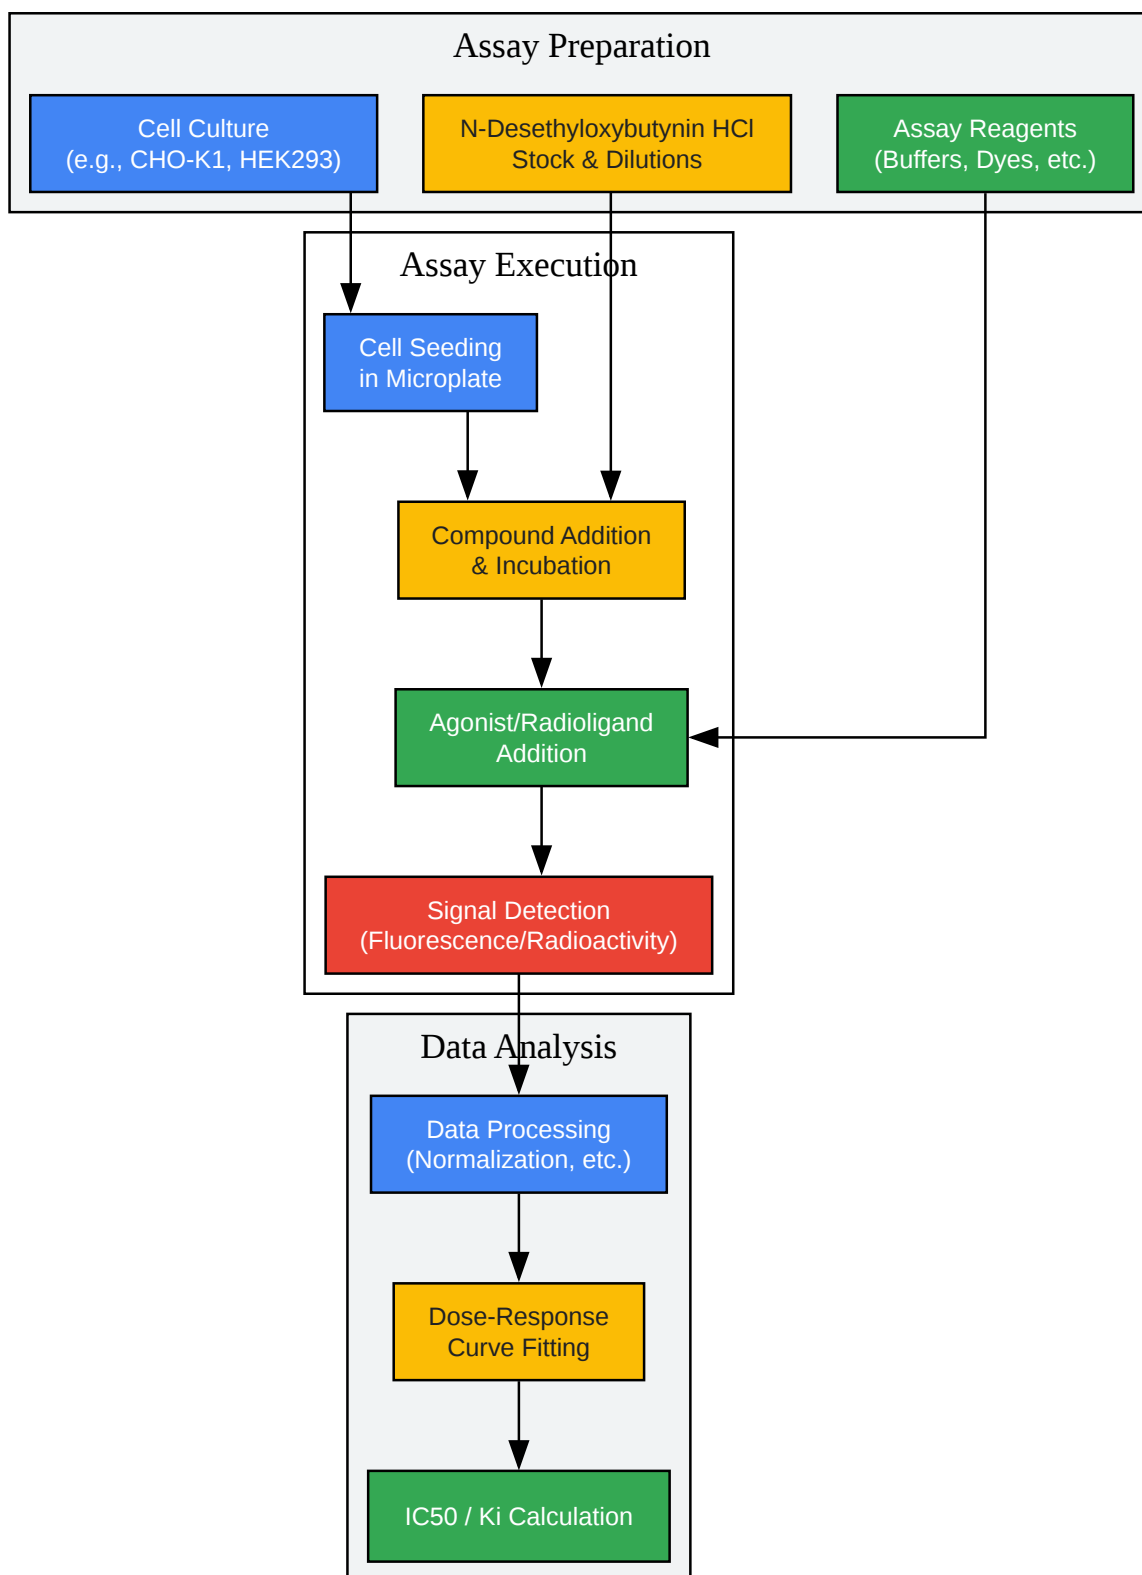 Assay Preparation
Cell Culture
(e.g., CHO-K1, HEK293)
N-Desethyloxybutynin HCl
Stock & Dilutions
Assay Reagents
(Buffers, Dyes, etc.)
Assay Execution
Cell Seeding
in Microplate
Compound Addition
& Incubation
Agonist/Radioligand
Addition
Signal Detection
(Fluorescence/Radioactivity)
Data Analysis
Data Processing
(Normalization, etc.)
Dose-Response
Curve Fitting
IC50 / Ki Calculation